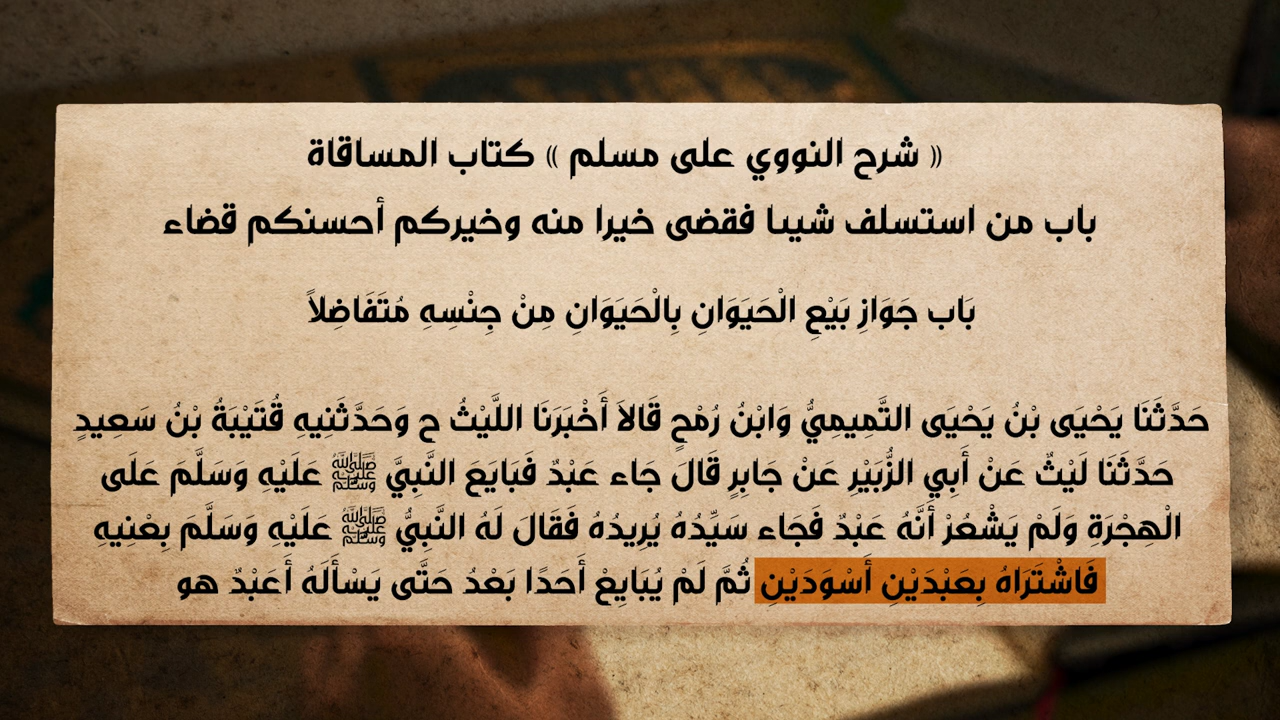 « شرح النووي على مسلم » كتاب المساقاة
باب من استسلف شيىا فقضى خيرا منه وخيركم أحسنكم قضاء
بَاب جَوَازِ بَيْعِ الْحَيَوَانِ بِالْحَيَوَانِ مِنْ جِنْسِهِ مُتَفَاضِلاً
حَدَّثَنَا يَحْيَى بْنُ يَحْيَى التَّمِيمِيُّ وَابْنُ رُمْحٍ قَالاَ أَخْبَرَنَا اللَّيْثُ ح وَحَدَّثَنِيهِ قُتَيْبَةُ بْنُ سَعِيدٍ
حَدَّثَنَا لَيْثٌ عَنْ أَبِي الزُّبَيْرِ عَنْ جَابِرٍ قَالَ جَاء عَبْدٌ فَبَايَعَ النَّبِيَّ ﷺ عَلَيْهِ وَسَلَّمَ عَلَى
الْهِجْرَةِ وَلَمْ يَشْعُرْ أَنَّهُ عَبْدٌ فَجَاء سَيِّدُهُ يُرِيدُهُ فَقَالَ لَهُ النَّبِيُّ ﷺ عَلَيْهِ وَسلَّمَ بِعْنِيهِ
فَاشْتَرَاهُ بِعَبْدَيْنِ أَسْوَدَيْنِ ثُمَّ لَمْ يُبَايِعْ أَحَدًا بَعْدُ حَتَّى يَسْأَلَهُ أَعَبْدٌ هو